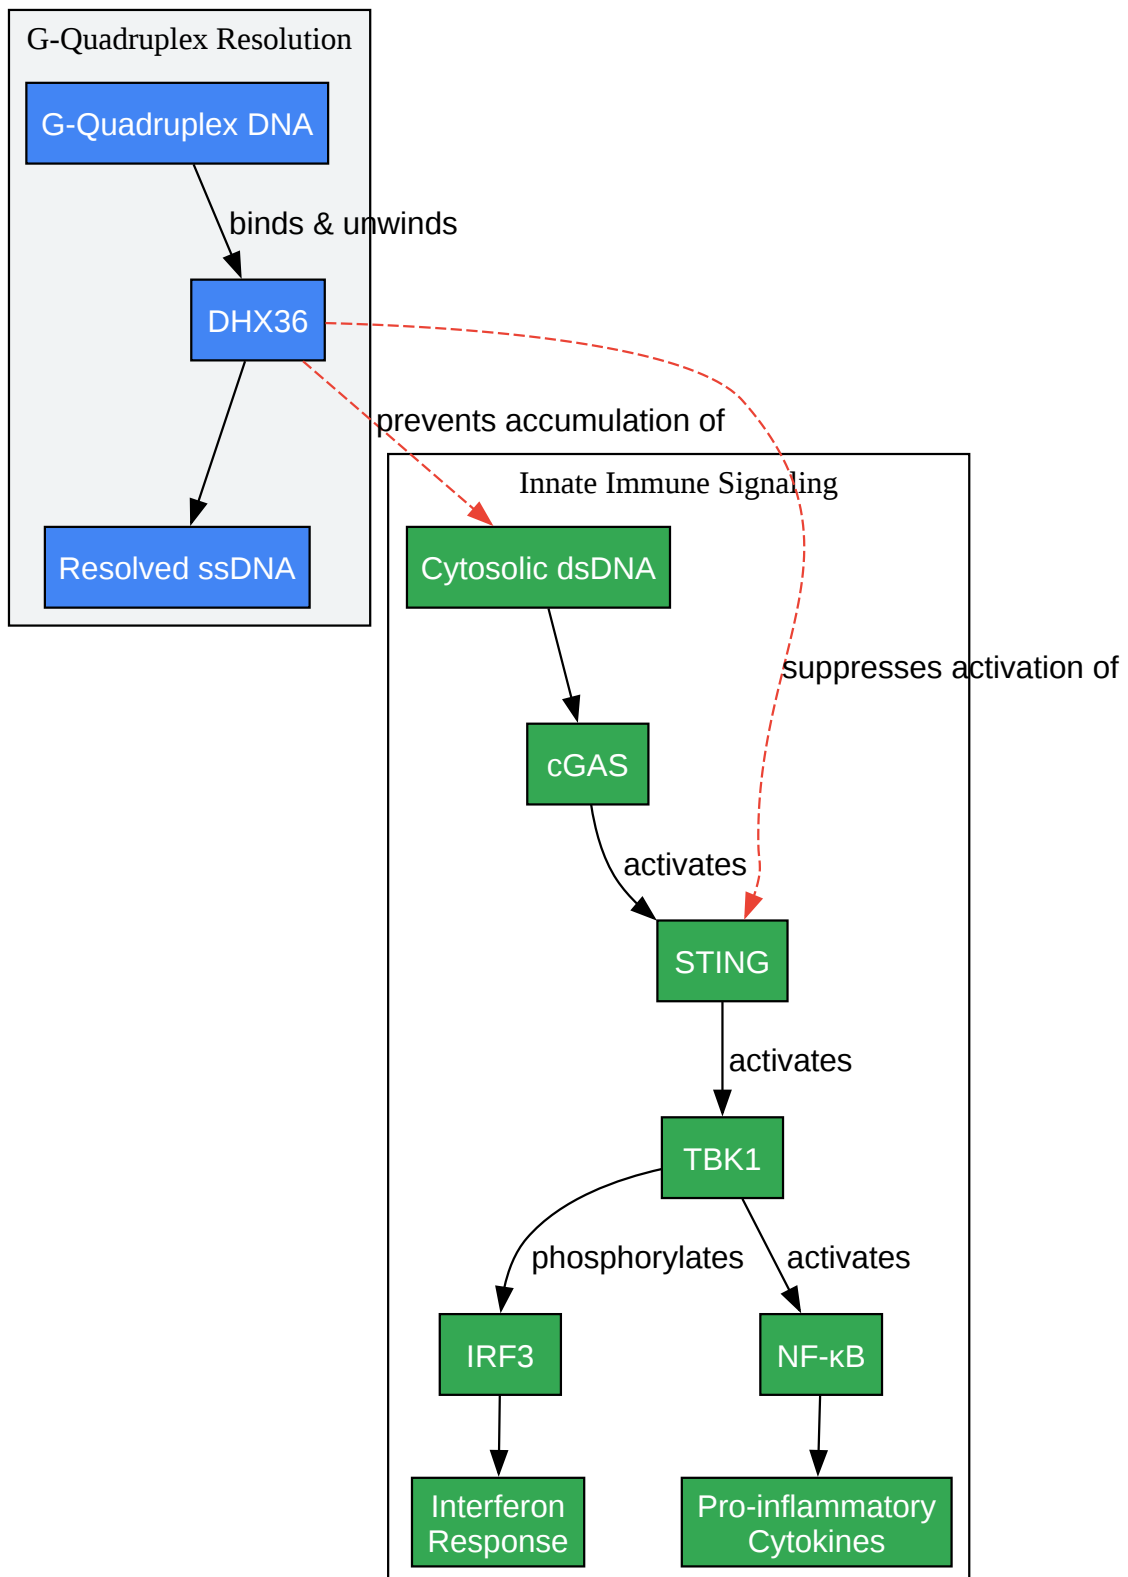 G-Quadruplex Resolution
G-Quadruplex DNA
binds & unwinds
DHX36
prevents accumulation of
Innate Immune Signaling
Resolved ssDNA
Cytosolic dsDNA
suppresses activation of
cGAS
activates
STING
activates
TBK1
phosphorylates
activates
IRF3
NF-κB
Interferon
Response
Pro-inflammatory
Cytokines